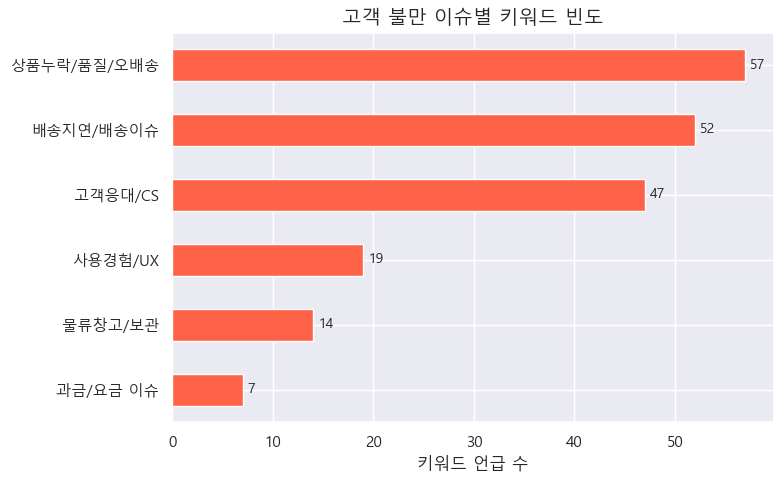 고객 불만 이슈별 키워드 빈도
상품누락/품질/오배송
57
배송지연/배송이슈
52
고객응대/CS
47
사용경험/UX
19
물류창고/보관
14
과금/요금 이슈
7
0 10 20 30 40 50
키워드 언급 수